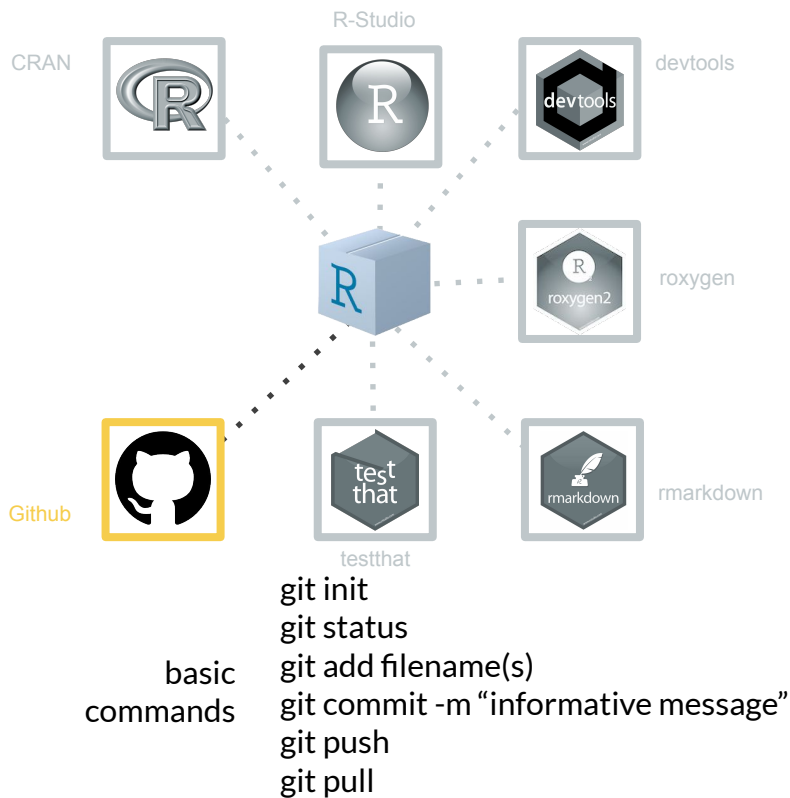 R-Studio
CRAN
R
R
devtools
devtools
R
R
roxygen2
roxygen
Github
test
that
testthat
rmarkdown
rmarkdown
basic
commands
git init
git status
git add filename(s)
git commit -m “informative message”
git push
git pull